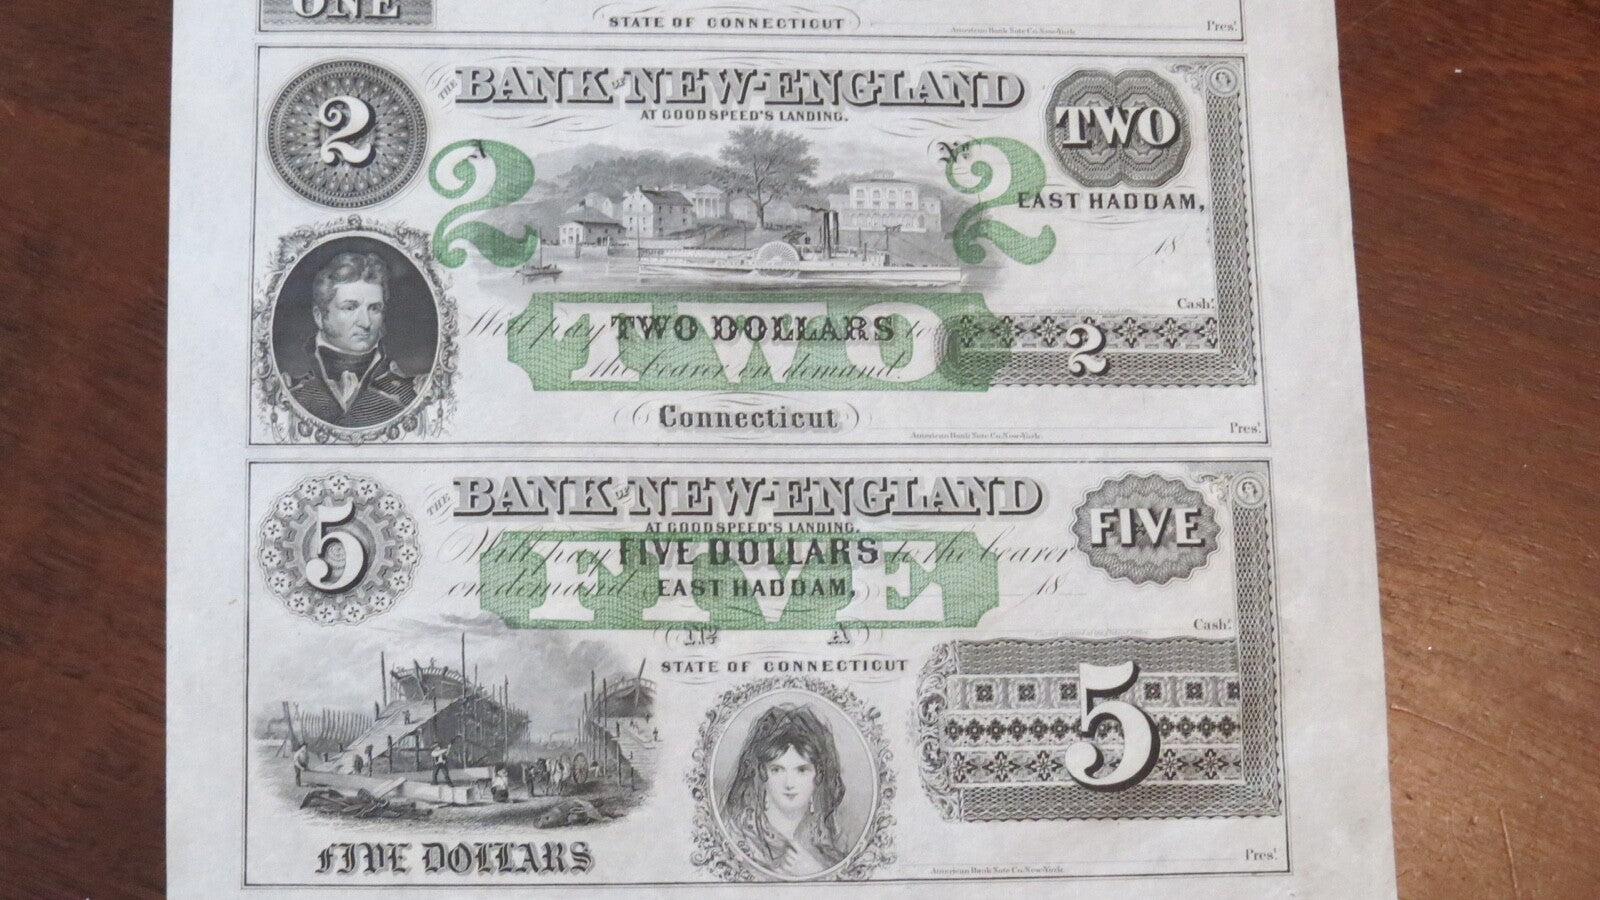 ONE
STATE OF CONNECTICUT
American Bank Note Co. New-York.
Pres!
2
THE BANK OF NEW-ENGLAND
AT GOODSPEED'S LANDING.
TWO
2 A
Nº 2
EAST HADDAM,
18
Cash!
Will pay TWO DOLLARS to
TWO
the bearer on demand.
2
Connecticut
American Bank Note Co. New-York.
Pres!
5
THE BANK OF NEW-ENGLAND
AT GOODSPEED'S LANDING.
FIVE
Will pay FIVE DOLLARS to the bearer
FIVE
on demand EAST HADDAM, 18
Cash!
Nº A
STATE OF CONNECTICUT
5
FIVE DOLLARS
American Bank Note Co. New-York.
Pres!